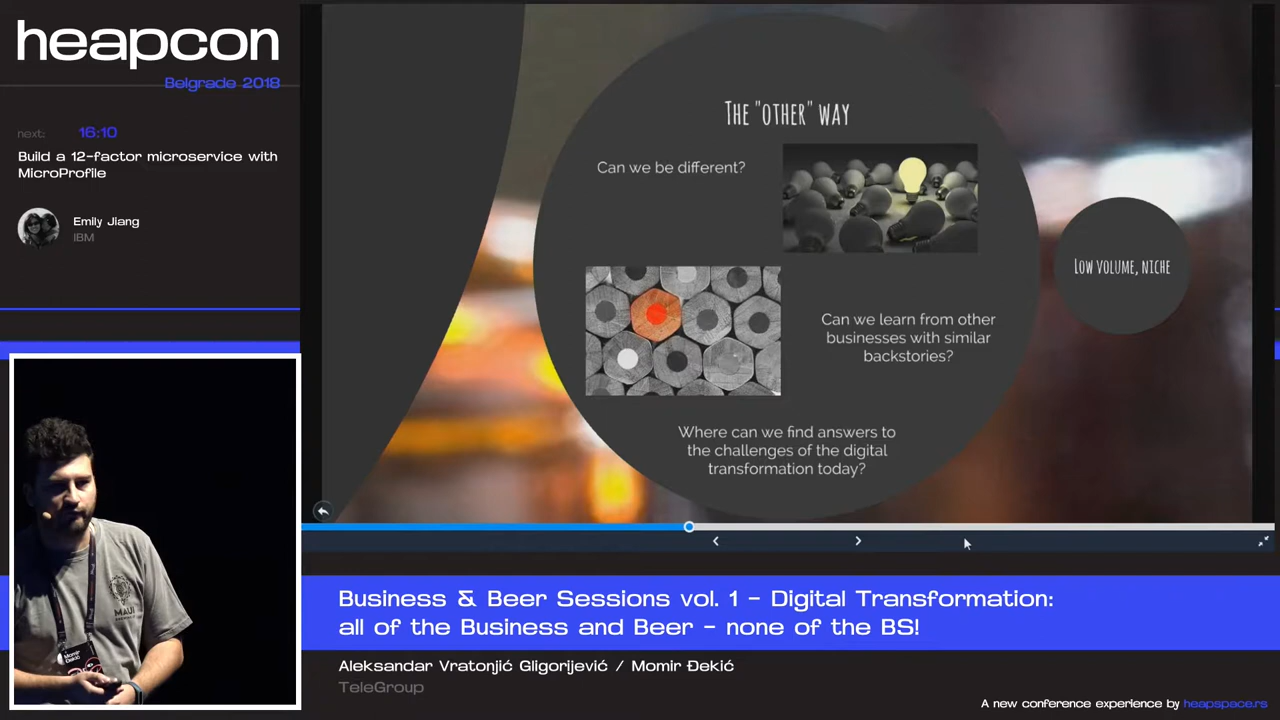 heapcon
Belgrade 2018
next: 16:10
Build a 12-factor microservice with
MicroProfile
Emily Jiang
IBM
The "other" way
Can we be different?
Can we learn from other
businesses with similar
backstories?
Where can we find answers to
the challenges of the digital
transformation today?
Low volume, niche
MAUI
Momir
Đekić
Business & Beer Sessions vol. 1 - Digital Transformation:
all of the Business and Beer - none of the BS!
Aleksandar Vratonjić Gligorijević / Momir Đekić
TeleGroup
A new conference experience by heapspace.rs